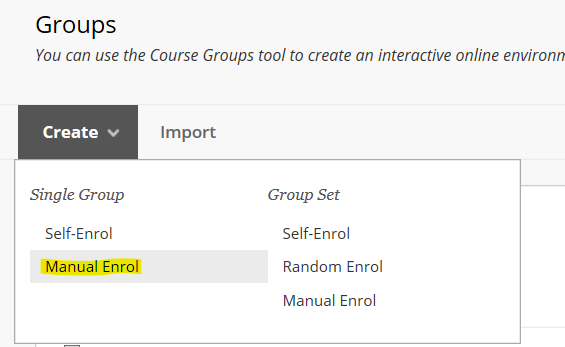 Groups
You can use the Course Groups tool to create an interactive online
Create Import
Single Group Group Set
Self-Enrol Self-Enrol
Manual Enrol Random Enrol
Manual Enrol